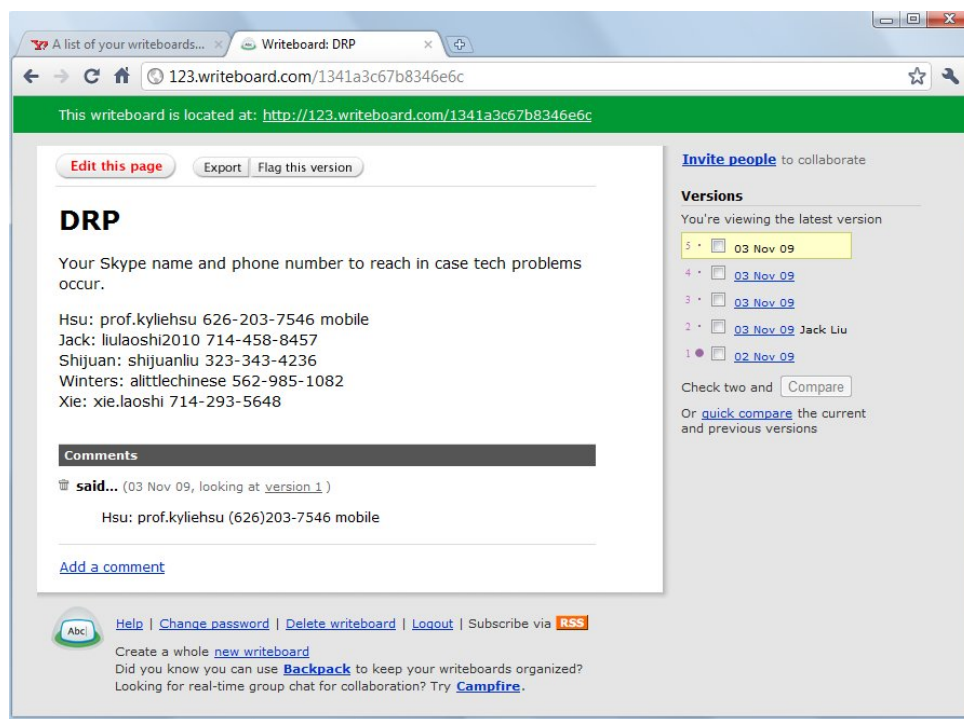 A list of your writeboards...
Writeboard: DRP
123.writeboard.com/1341a3c67b8346e6c
This writeboard is located at: http://123.writeboard.com/1341a3c67b8346e6c
Edit this page Export Flag this version
DRP
Your Skype name and phone number to reach in case tech problems
occur.
Hsu: prof.kyliehsu 626-203-7546 mobile
Jack: liulaoshi2010 714-458-8457
Shijuan: shijuanliu 323-343-4236
Winters: alittlechinese 562-985-1082
Xie: xie.laoshi 714-293-5648
Comments
said... (03 Nov 09, looking at version 1 )
Hsu: prof.kyliehsu (626)203-7546 mobile
Add a comment
Invite people to collaborate
Versions
You're viewing the latest version
5 · 03 Nov 09
4 · 03 Nov 09
3 · 03 Nov 09
2 · 03 Nov 09 Jack Liu
1 ● 02 Nov 09
Check two and Compare
Or quick compare the current
and previous versions
Abc
Help | Change password | Delete writeboard | Logout | Subscribe via RSS
Create a whole new writeboard
Did you know you can use Backpack to keep your writeboards organized?
Looking for real-time group chat for collaboration? Try Campfire.